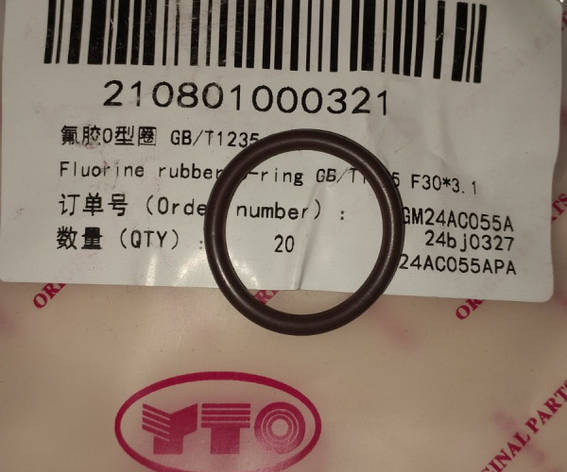 210801000321
氟胶O型圈 GB/T1235
Fluorine rubber -ring GB/T1 5 F30*3.1
订单号（Order number）： GM24AC055A
24bj0327
数量（QTY）： 20
24AC055APA
YTO
ORIGINAL PARTS